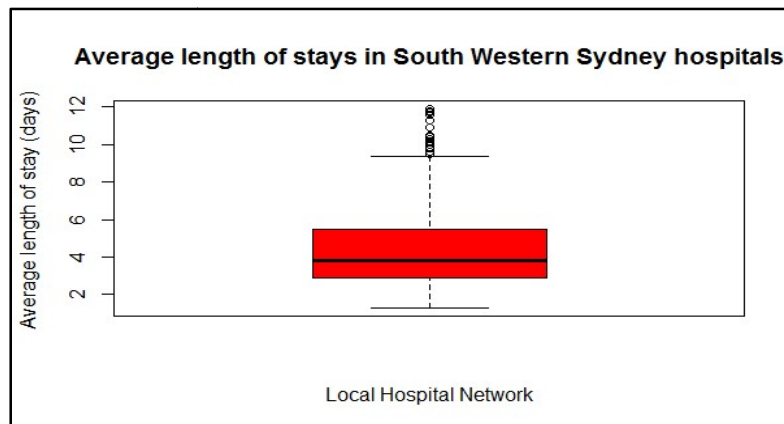 Average length of stays in South Western Sydney hospitals
Average length of stay (days)
12
10
8
6
4
2
Local Hospital Network